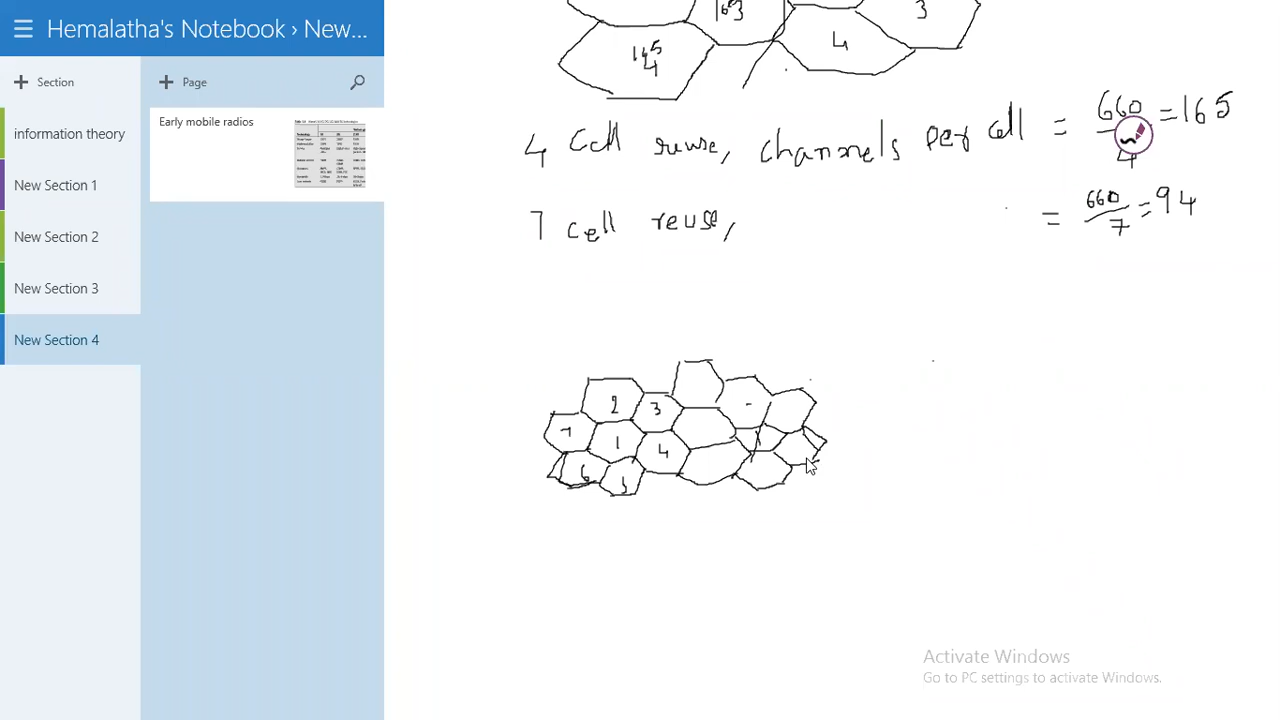 Hemalatha's Notebook › New...
Section
Page
information theory
New Section 1
New Section 2
New Section 3
New Section 4
Early mobile radios
3
165
4
4
4 Cell reuse, channels per cell = 660/4 = 165
7 cell reuse, = 660/7 = 94
2 3
7 1 4
6 5
Activate Windows
Go to PC settings to activate Windows.